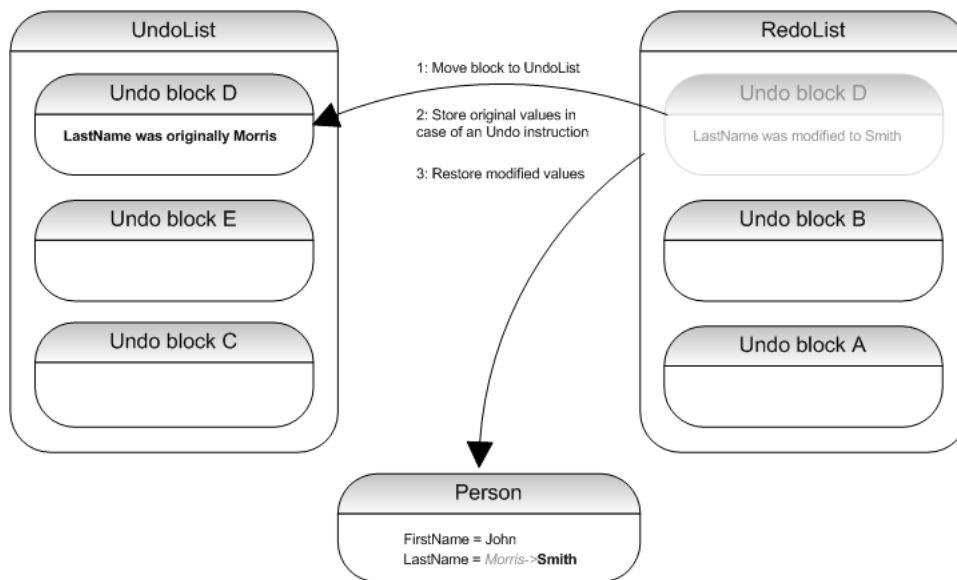 UndoList
Undo block D
LastName was originally Morris
Undo block E
Undo block C
1: Move block to UndoList
2: Store original values in
case of an Undo instruction
3: Restore modified values
RedoList
Undo block D
LastName was modified to Smith
Undo block B
Undo block A
Person
FirstName = John
LastName = Morris->Smith